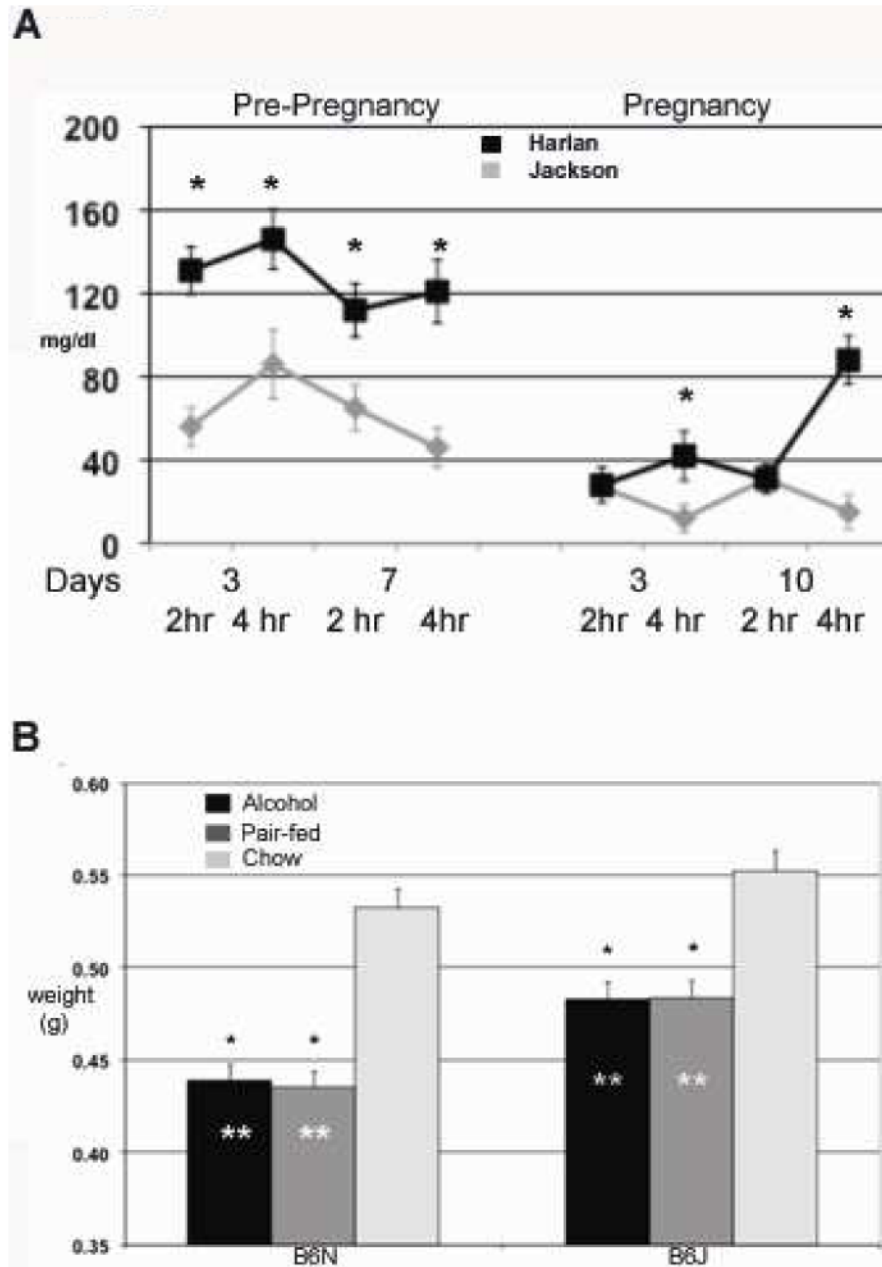 A
Pre-Pregnancy Pregnancy
200
Harlan
Jackson
* *
160
* *
120
*
mg/dl
80
*
40
0
Days 3 7 3 10
2hr 4 hr 2 hr 4hr 2hr 4 hr 2 hr 4hr
B
0.60
Alcohol
Pair-fed
Chow
0.55
* *
0.50
weight
(g)
* *
0.45
** **
** **
0.40
0.35
B6N B6J